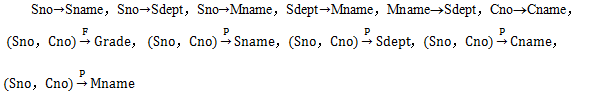 Sno→Sname，Sno→Sdept，Sno→Mname，Sdept→Mname，Mname→Sdept，Cno→Cname，
(Sno, Cno) F→ Grade， (Sno, Cno) P→ Sname，(Sno, Cno) P→ Sdept，(Sno, Cno) P→ Cname，
(Sno, Cno) P→ Mname